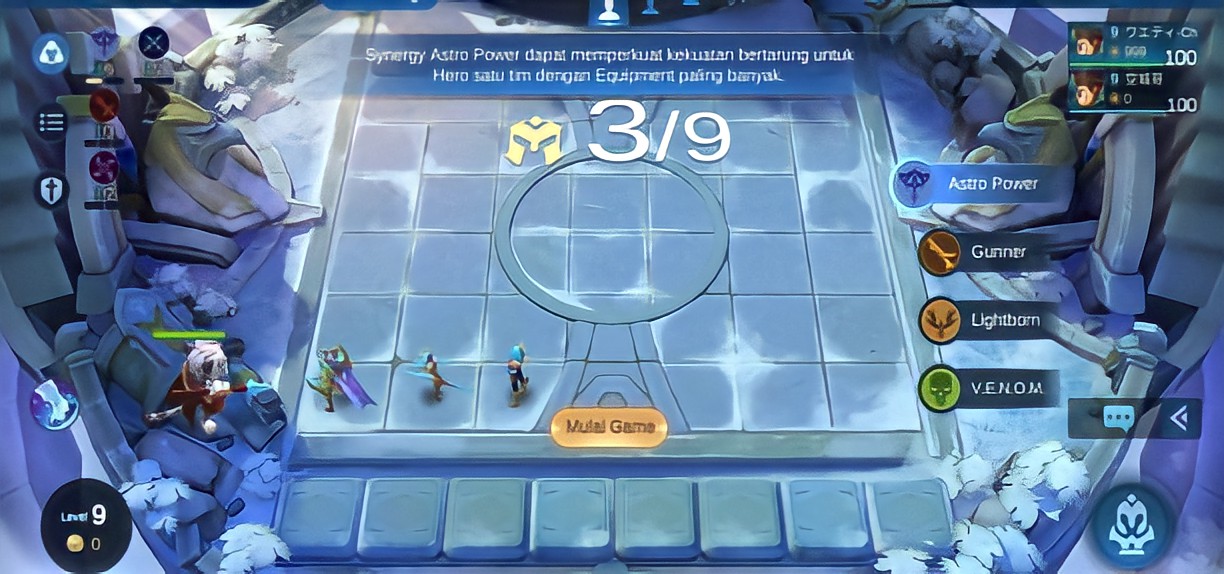 Synergy Astro Power dapat memperkuat kekuatan bertarung untuk
Hero satu tim dengan Equipment paling banyak.
3/9
100
0
100
Astro Power
Gunner
Lightborn
V.E.N.O.M
Mulai Game
Level 9
0